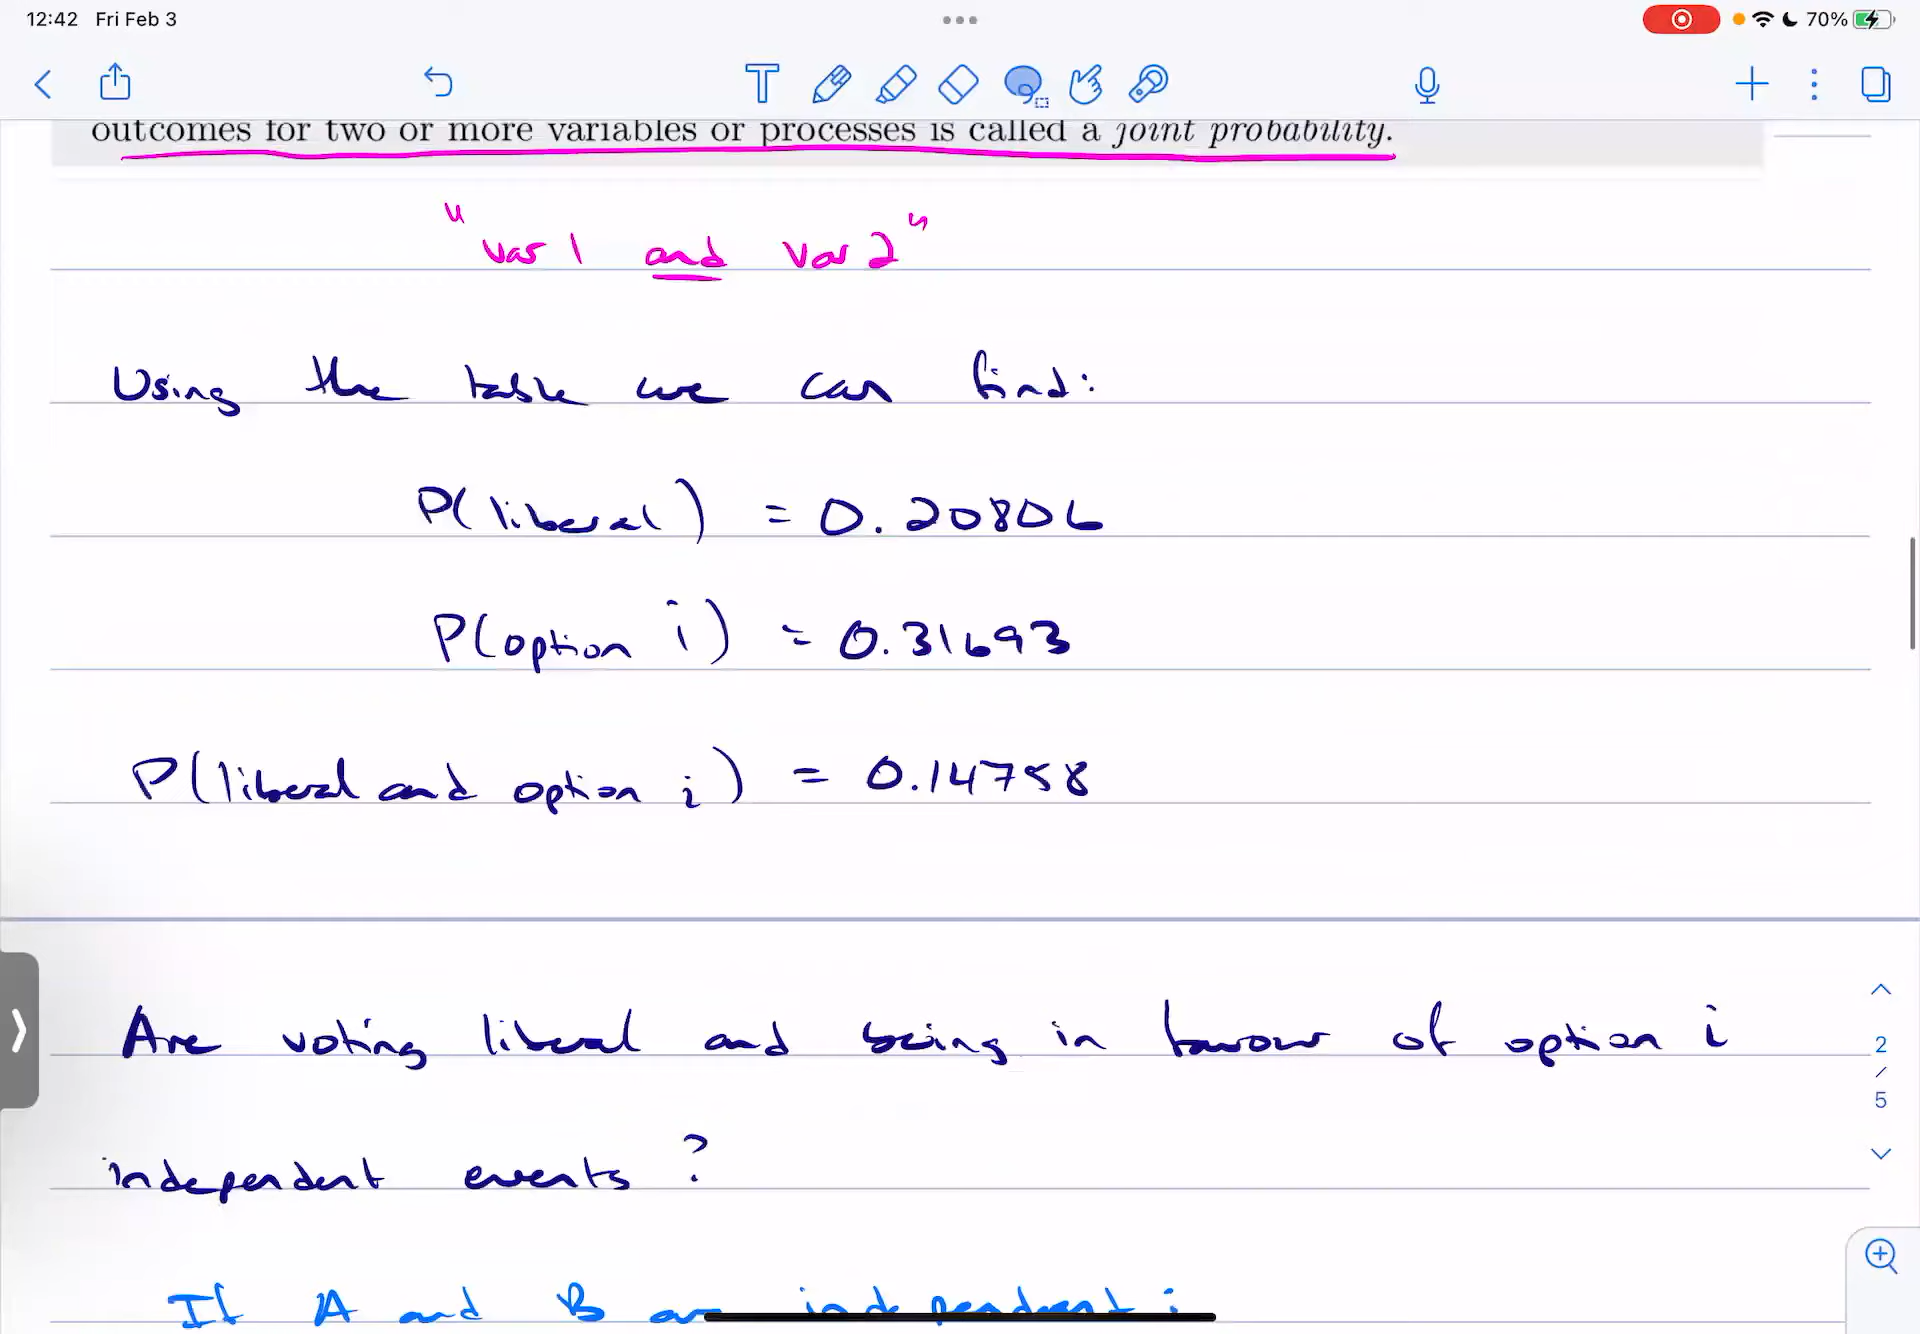 12:42 Fri Feb 3
70%
outcomes for two or more variables or processes is called a joint probability.
"var 1 and var 2"
Using the table we can find:
P(liberal) = 0.20806
P(option i) = 0.31693
P(liberal and option i) = 0.14758
Are voting liberal and being in favour of option i
2
/
5
independent events?
If A and B are independent: